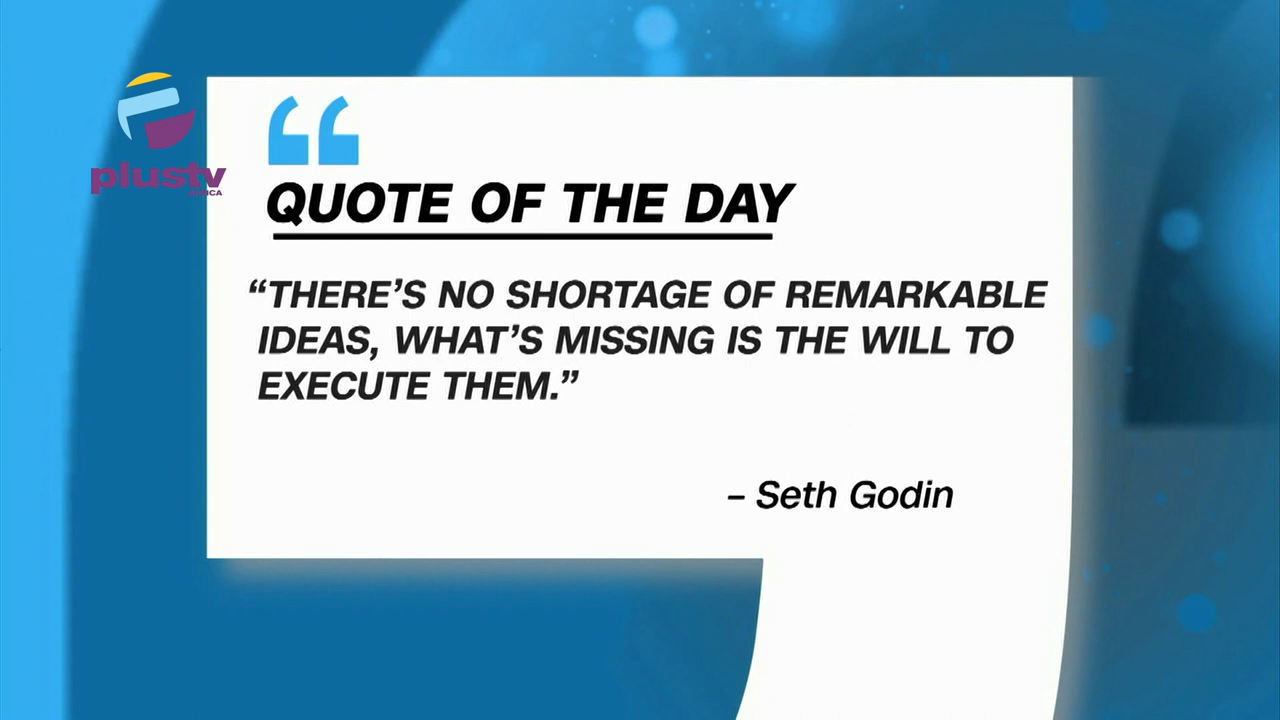 plustv
AFRICA
“
QUOTE OF THE DAY
“THERE’S NO SHORTAGE OF REMARKABLE
IDEAS, WHAT’S MISSING IS THE WILL TO
EXECUTE THEM.”
– Seth Godin